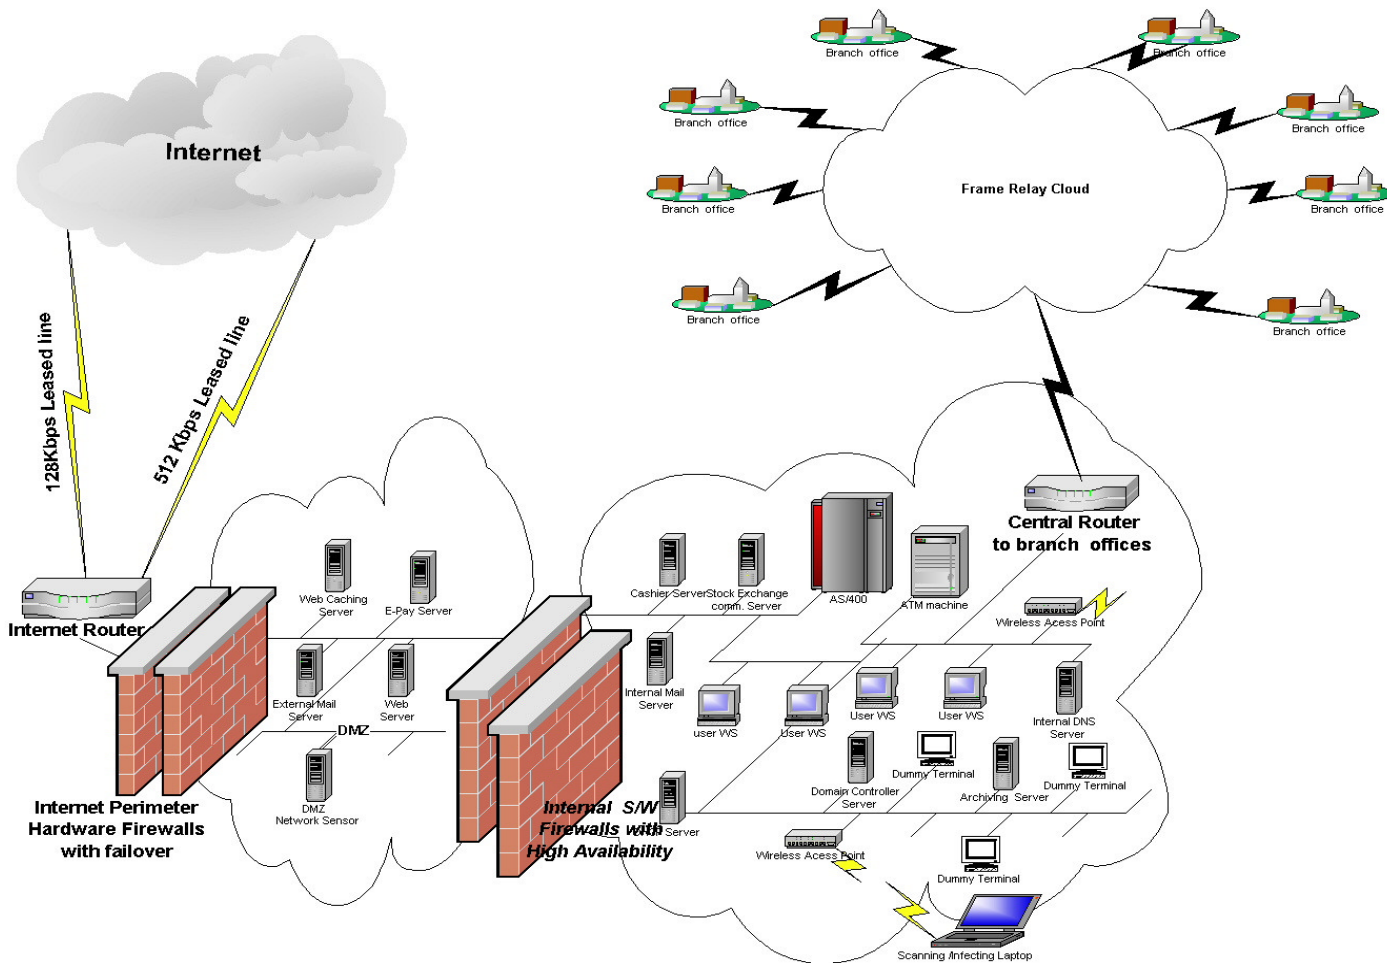 Internet
128Kbps Leased line
512 Kbps Leased line
Branch office
Branch office
Branch office
Branch office
Branch office
Branch office
Branch office
Branch office
Frame Relay Cloud
Central Router
to branch offices
Internet Router
Internet Perimeter
Hardware Firewalls
with failover
Web Caching
Server
E-Pay Server
External Mail
Server
Web
Server
DMZ
DMZ
Network Sensor
Internal S/W
Firewalls with
High Availability
Cashier Server
Stock Exchange
comm. Server
AS/400
ATM machine
Wireless Acess Point
Internal Mail
Server
user WS
User WS
User WS
User WS
Internal DNS
Server
Domain Controller
Server
Dummy Terminal
Archiving Server
Dummy Terminal
Server
Wireless Acess Point
Dummy Terminal
Scanning /Infecting Laptop